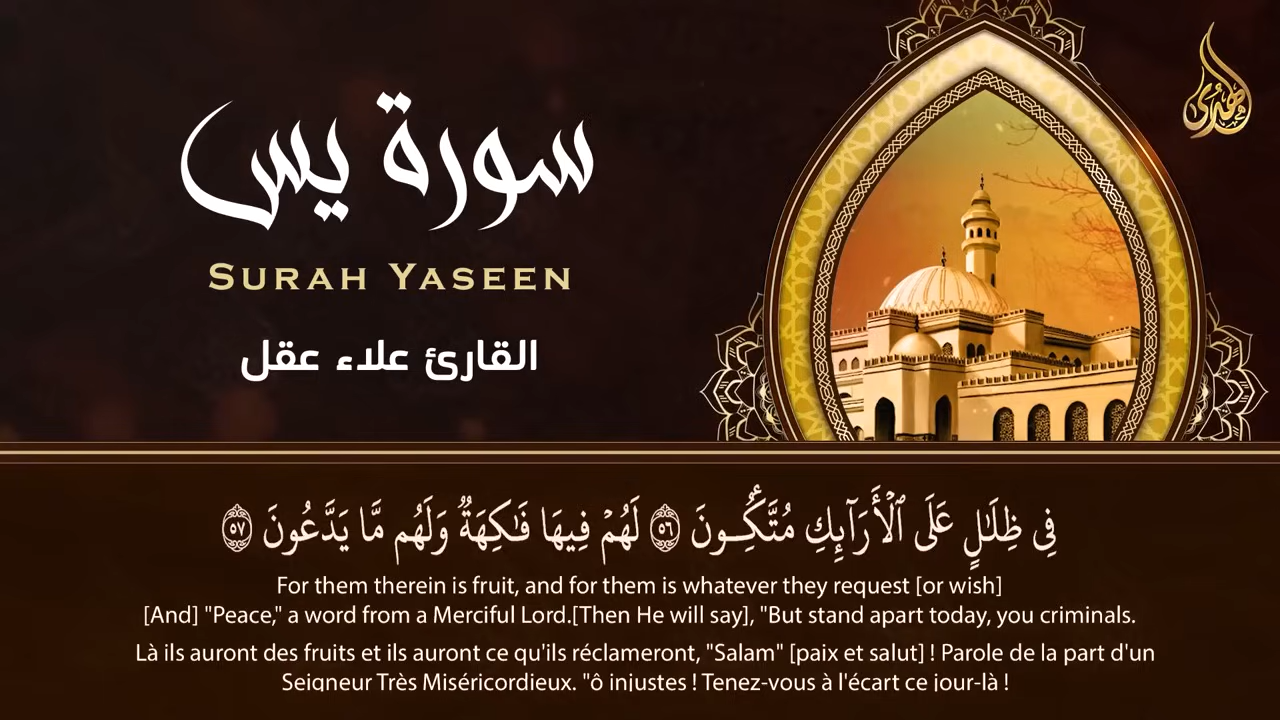 سورة يس
SURAH YASEEN
القارئ علاء عقل
الهدى
فِي ظِلَٰلٍ عَلَى ٱلْأَرَآئِكِ مُتَّكِـُٔونَ ٥٦ لَهُمْ فِيهَا فَٰكِهَةٌ وَلَهُم مَّا يَدَّعُونَ ٥٧
For them therein is fruit, and for them is whatever they request [or wish]
[And] "Peace," a word from a Merciful Lord.[Then He will say], "But stand apart today, you criminals.
Là ils auront des fruits et ils auront ce qu'ils réclameront, "Salam" [paix et salut] ! Parole de la part d'un
Seigneur Très Miséricordieux. "ô injustes ! Tenez-vous à l'écart ce jour-là !